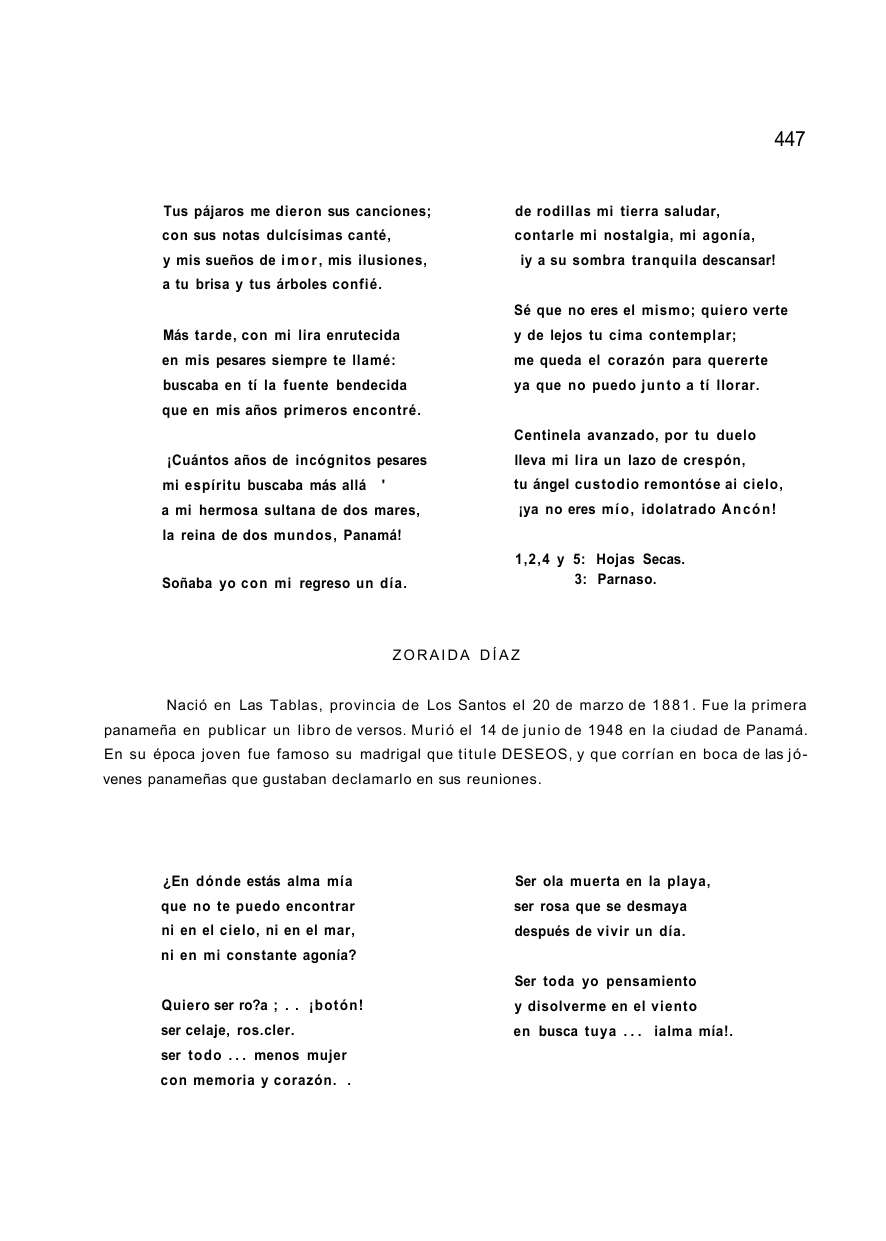 447
Tus pájaros me dieron sus canciones;
con sus notas dulcísimas canté,
y mis sueños de imor, mis ilusiones,
a tu brisa y tus árboles confié.
Más tarde, con mi lira enrutecida
en mis pesares siempre te llamé:
buscaba en tí la fuente bendecida
que en mis años primeros encontré.
¡Cuántos años de incógnitos pesares
mi espíritu buscaba más allá '
a mi hermosa sultana de dos mares,
la reina de dos mundos, Panamá!
Soñaba yo con mi regreso un día.
de rodillas mi tierra saludar,
contarle mi nostalgia, mi agonía,
iy a su sombra tranquila descansar!
Sé que no eres el mismo; quiero verte
y de lejos tu cima contemplar;
me queda el corazón para quererte
ya que no puedo junto a tí llorar.
Centinela avanzado, por tu duelo
lleva mi lira un lazo de crespón,
tu ángel custodio remontóse ai cielo,
¡ya no eres mío, idolatrado Ancón!
1,2,4 y 5: Hojas Secas.
3: Parnaso.
ZORAIDA DÍAZ
Nació en Las Tablas, provincia de Los Santos el 20 de marzo de 1881. Fue la primera
panameña en publicar un libro de versos. Murió el 14 de junio de 1948 en la ciudad de Panamá.
En su época joven fue famoso su madrigal que titule DESEOS, y que corrían en boca de las jó-
venes panameñas que gustaban declamarlo en sus reuniones.
¿En dónde estás alma mía
que no te puedo encontrar
ni en el cielo, ni en el mar,
ni en mi constante agonía?
Quiero ser ro?a ; . . ¡botón!
ser celaje, ros.cler.
ser todo ... menos mujer
con memoria y corazón. .
Ser ola muerta en la playa,
ser rosa que se desmaya
después de vivir un día.
Ser toda yo pensamiento
y disolverme en el viento
en busca tuya ... ialma mía!.